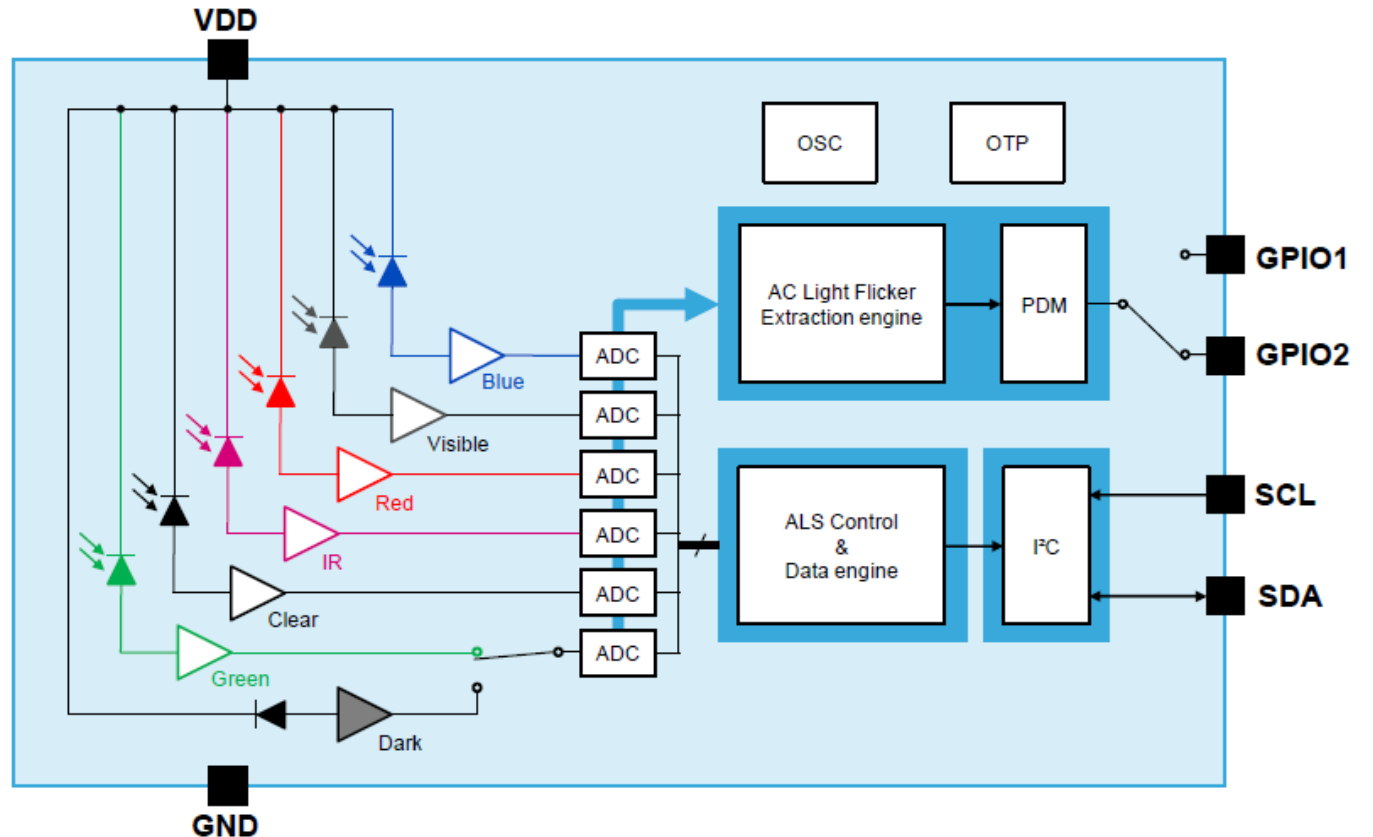 VDD
OSC
OTP
GPIO1
AC Light Flicker
Extraction engine
PDM
GPIO2
ADC
Blue
ADC
Visible
ADC
Red
SCL
ALS Control
&
Data engine
I²C
ADC
IR
ADC
Clear
SDA
ADC
Green
Dark
GND